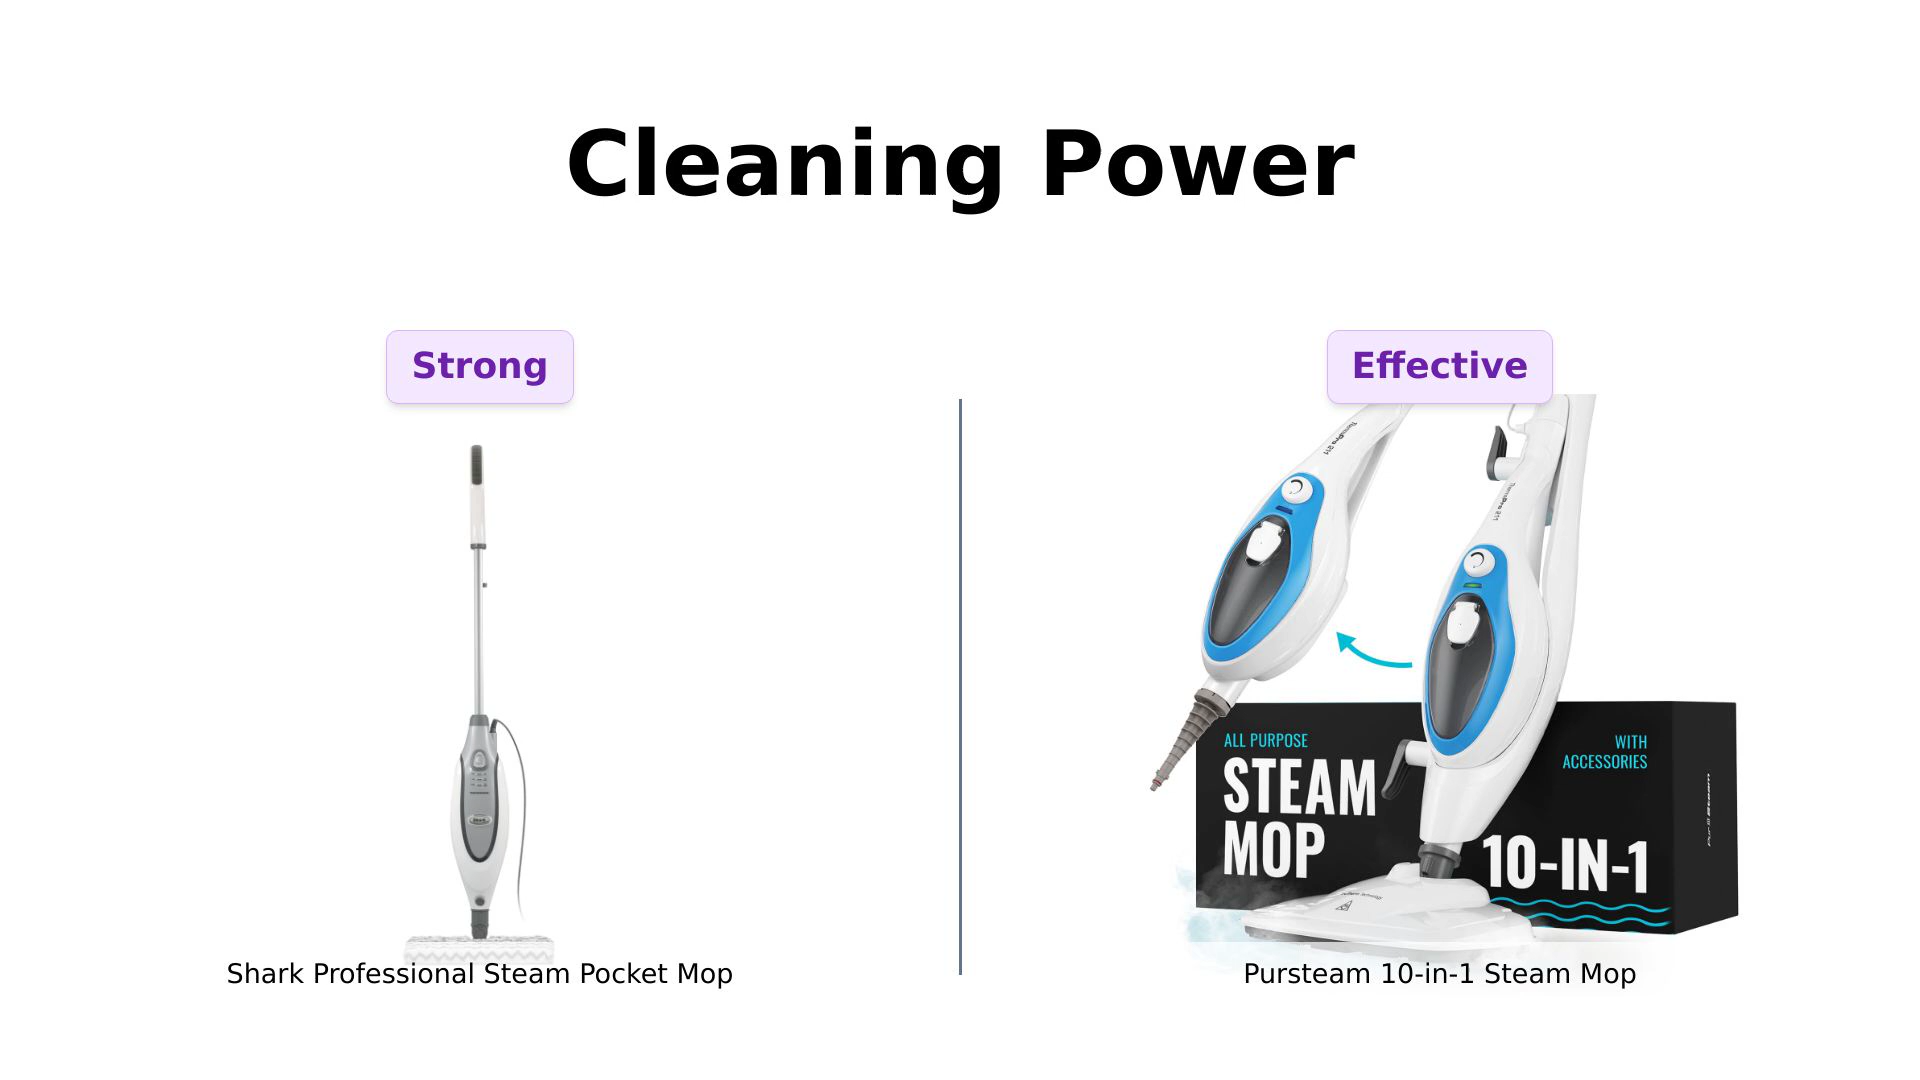 Cleaning Power
Strong
Effective
Shark
ALL PURPOSE
STEAM
MOP
WITH
ACCESSORIES
10-IN-1
Shark Professional Steam Pocket Mop
Pursteam 10-in-1 Steam Mop